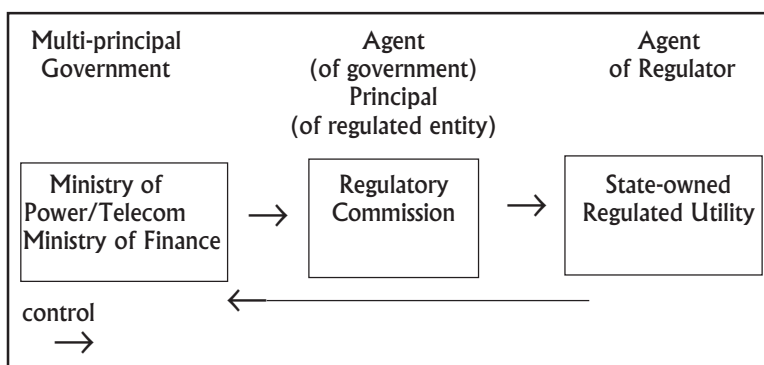 Multi-principal
Government
Agent
(of government)
Principal
(of regulated entity)
Agent
of Regulator
Ministry of
Power/Telecom
Ministry of Finance
Regulatory
Commission
State-owned
Regulated Utility
control